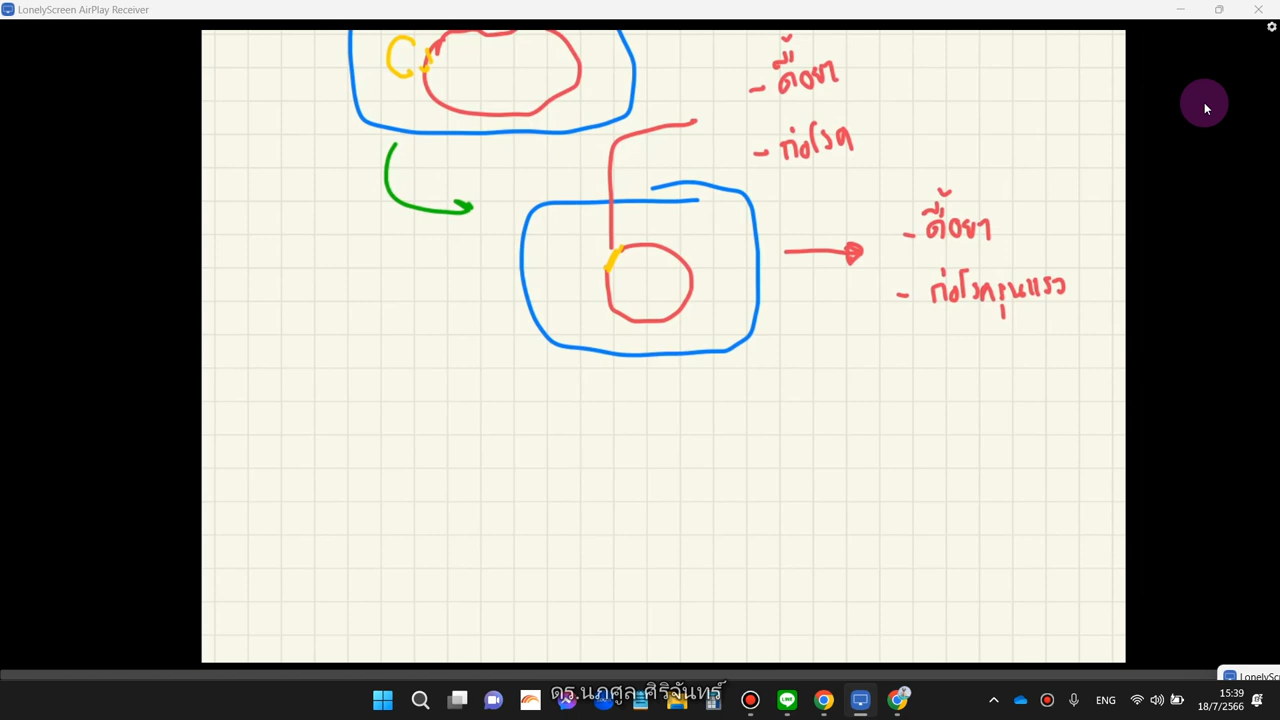 LonelyScreen AirPlay Receiver
- ดื้อยา
- ก่อโรค
- ดื้อยา
- ก่อโรครุนแรง
LonelyScreen
ดร.นภศูล ศิริจันทร์
ENG
15:39
18/7/2566